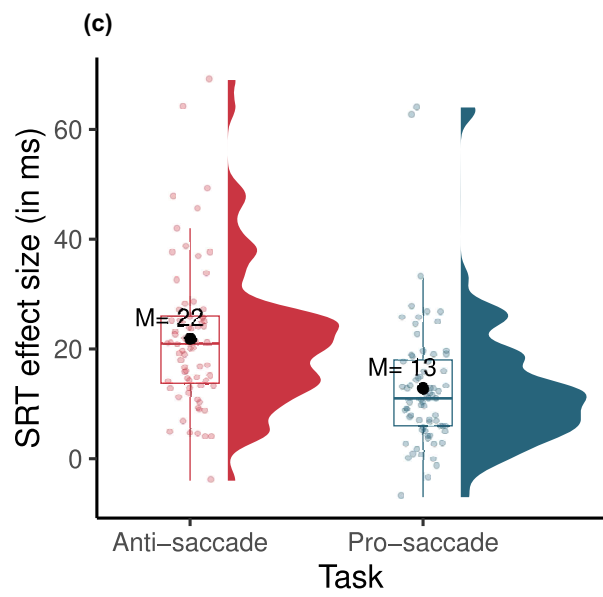 (c)
SRT effect size (in ms)
60
40
20
0
M= 22
M= 13
Anti−saccade
Pro−saccade
Task